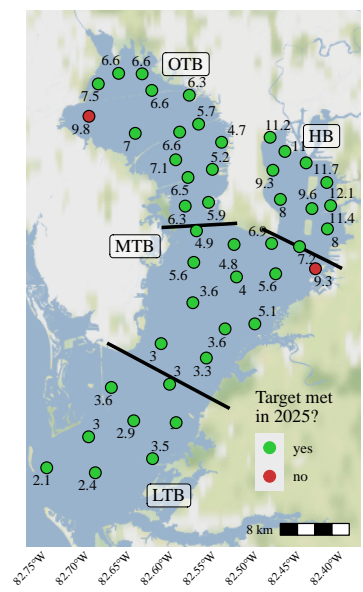 6.6
6.6
OTB
7.5
6.6
6.3
9.8
7
6.6
5.7
4.7
11.2
HB
11
7.1
5.2
9.3
11.7
6.5
9.6
12.1
8
6.3
5.9
11.4
MTB
4.9
6.9
8
7.2
5.6
4.8
4
5.6
9.3
3.6
5.1
3
3.6
3.3
3
3.6
Target met
in 2025?
yes
no
3
2.9
3.5
2.1
2.4
LTB
8 km
82.75°W
82.70°W
82.65°W
82.60°W
82.55°W
82.50°W
82.45°W
82.40°W